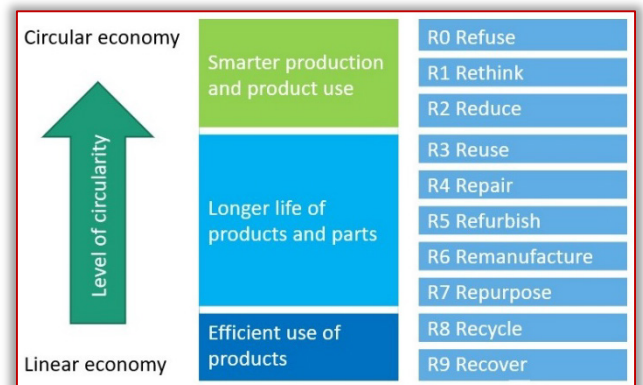 Circular economy
Level of circularity
Linear economy
Smarter production
and product use
Longer life of
products and parts
Efficient use of
products
R0 Refuse
R1 Rethink
R2 Reduce
R3 Reuse
R4 Repair
R5 Refurbish
R6 Remanufacture
R7 Repurpose
R8 Recycle
R9 Recover